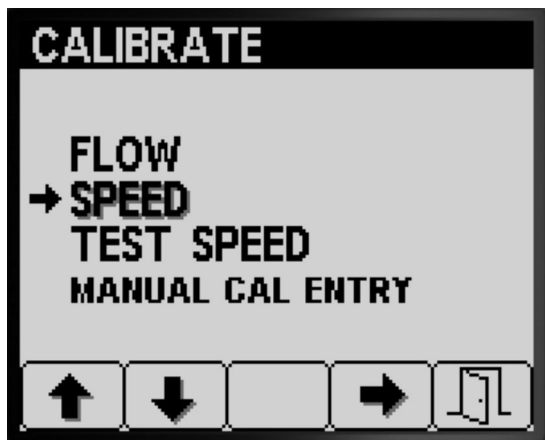 CALIBRATE
FLOW
SPEED
TEST SPEED
MANUAL CAL ENTRY